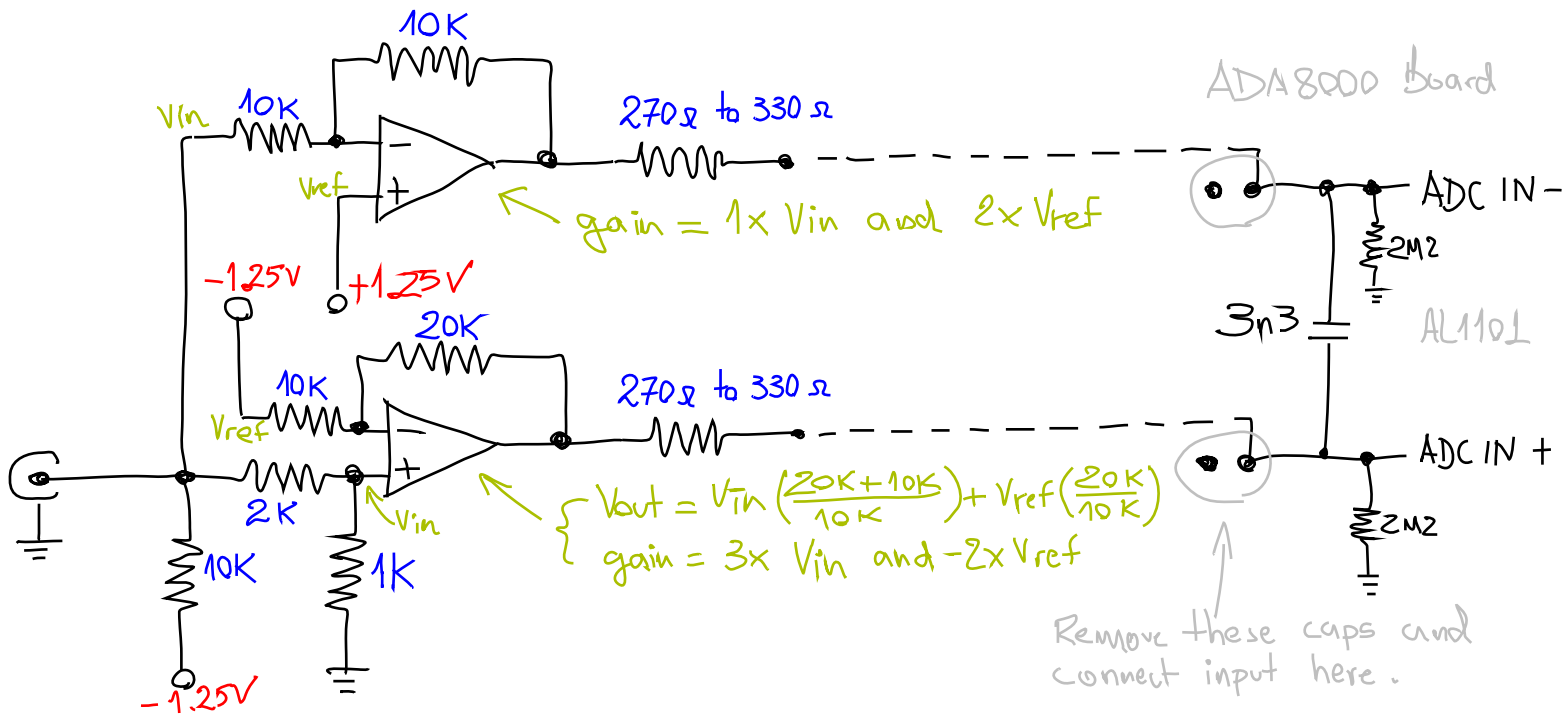 10K
10K
Vin
270Ω to 330 Ω
ADA8000 Board
−
+
Vref
gain = 1x Vin and 2x Vref
ADC IN -
2M2
-1.25V
+1.25V
20K
3n3
AL1101
10K
270Ω to 330 Ω
Vref
−
+
ADC IN +
2K
Vin
Vout = Vin (20K+10K/10K) + Vref (20K/10K)
gain = 3x Vin and -2x Vref
10K
1K
2M2
Remove these caps and
connect input here.
-1.25V